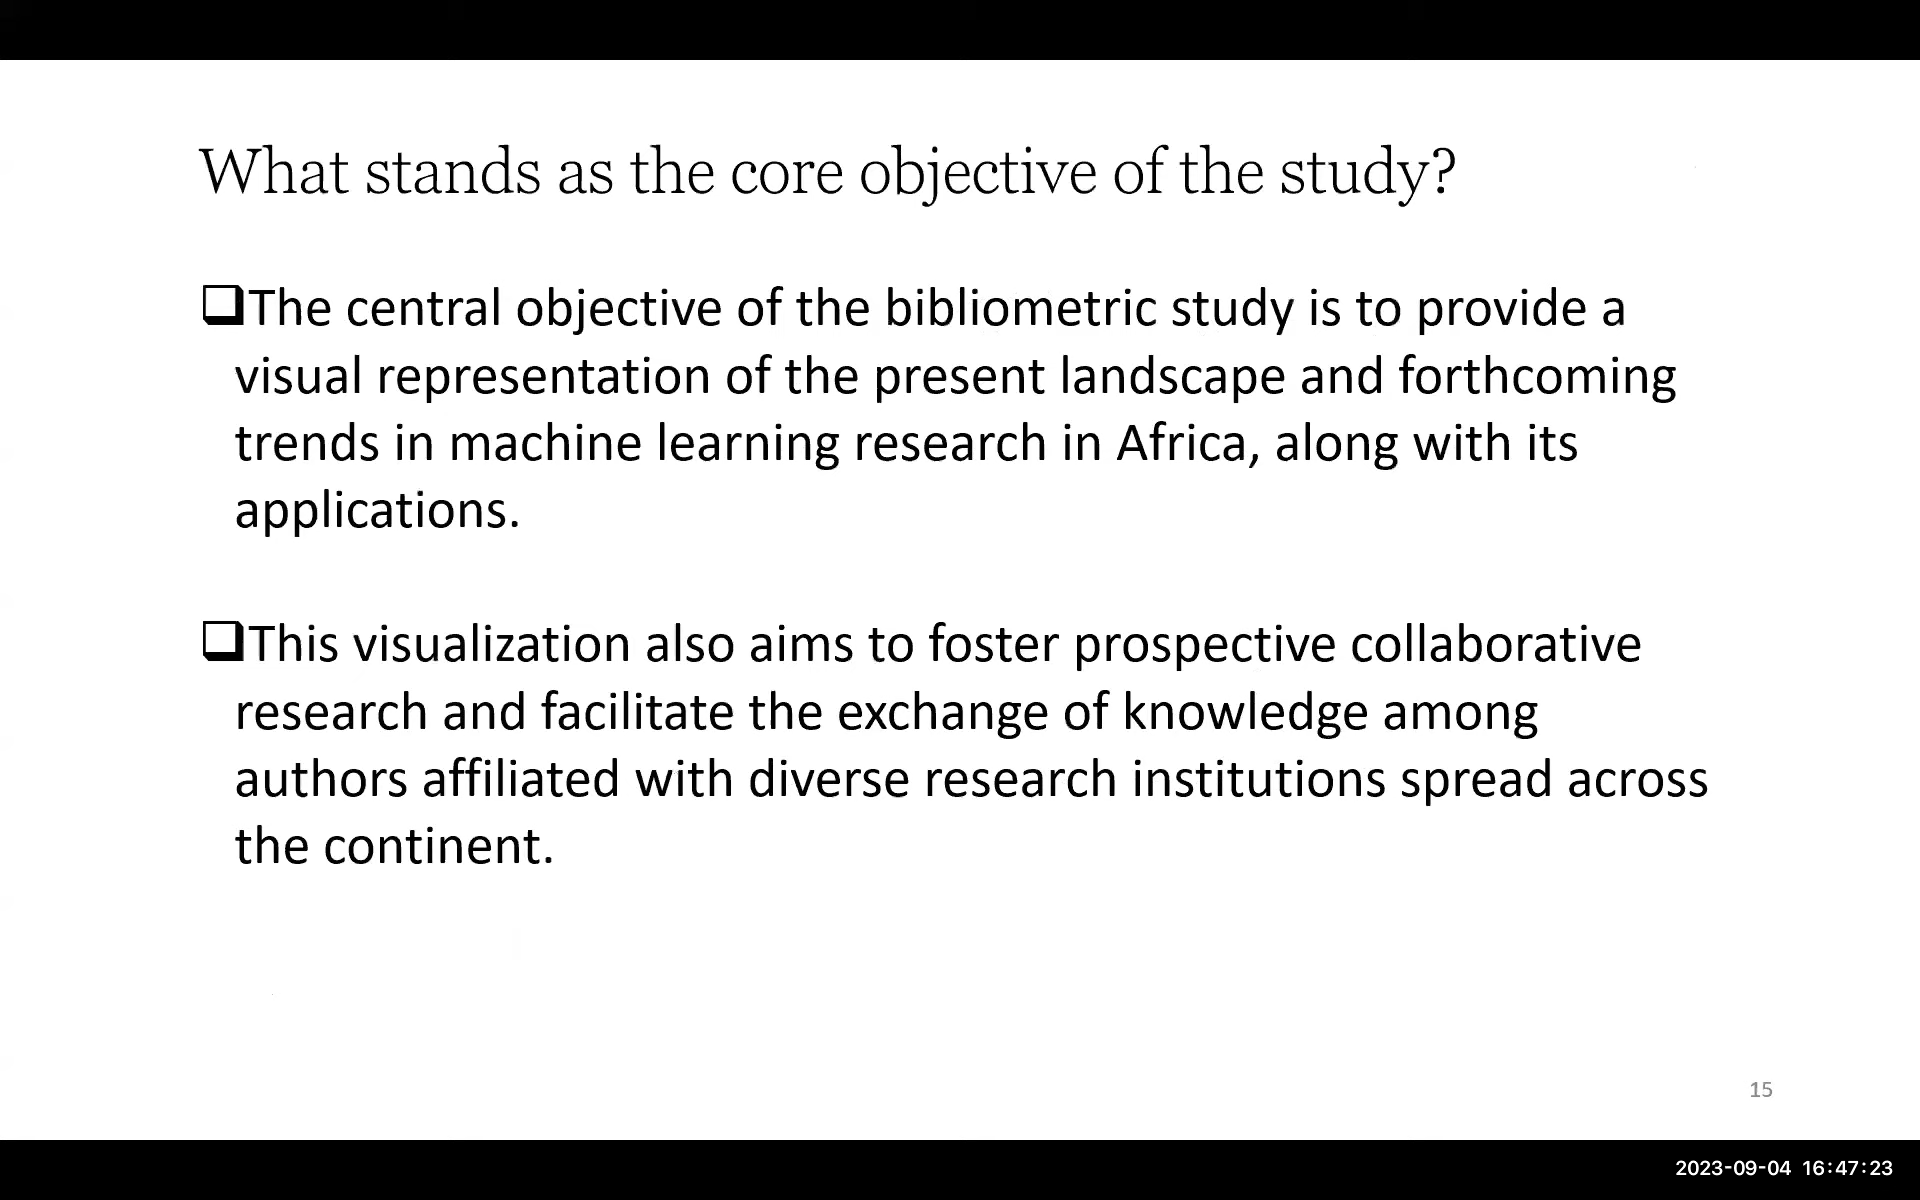 What stands as the core objective of the study?
❑The central objective of the bibliometric study is to provide a
visual representation of the present landscape and forthcoming
trends in machine learning research in Africa, along with its
applications.
❑This visualization also aims to foster prospective collaborative
research and facilitate the exchange of knowledge among
authors affiliated with diverse research institutions spread across
the continent.
15
2023-09-04 16:47:23